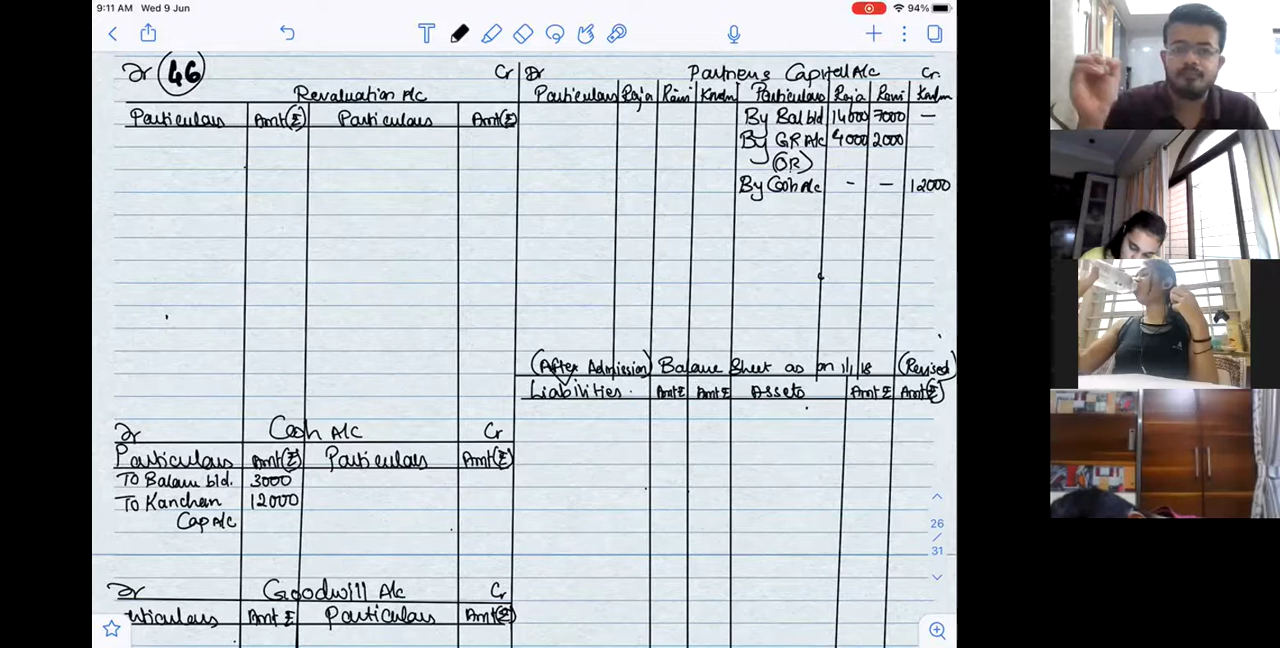 9:11 AM Wed 9 Jun
94%
Dr 46 Cr
Revaluation A/c
Particulars Amt(₹) Particulars Amt(₹)
Dr Partners Capital A/c Cr.
Particulars Raja Ravi Particulars Raja Ravi
By Bal b/d 14000 7000 —
By GR A/c 4000 2000
(OR)
By Cash A/c - — 12000
(After Admission) Balance Sheet as on 1/1/18 (Revised)
Liabilities. Amt ₹ Amt ₹ Assets Amt ₹ Amt(₹)
Dr Cash A/c Cr
Particulars Amt(₹) Particulars Amt(₹)
To Balance b/d. 3000
To Kanchan 12000
Cap A/c
Dr Goodwill A/c Cr
rticulars Amt ₹ Particulars Amt(₹)
26
/
31